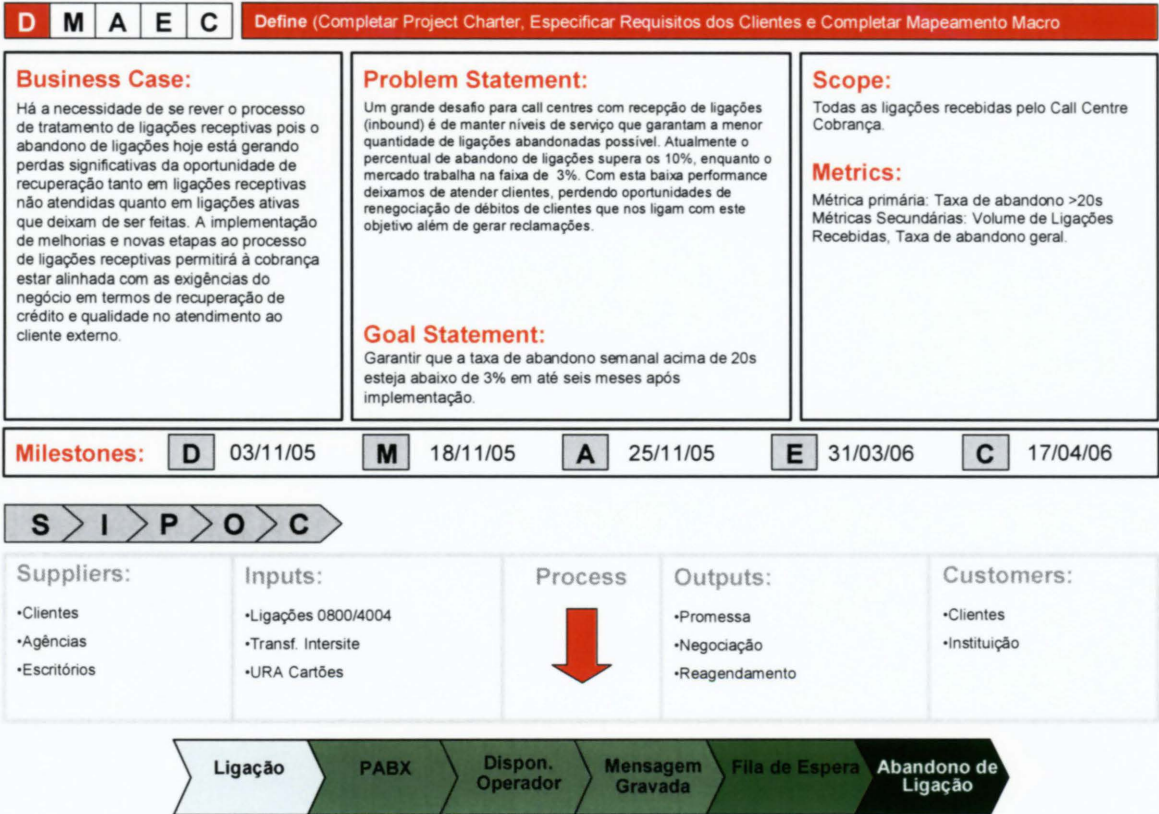 D M A E C
Define (Completar Project Charter, Especificar Requisitos dos Clientes e Completar Mapeamento Macro
Business Case:
Há a necessidade de se rever o processo
de tratamento de ligações receptivas pois o
abandono de ligações hoje está gerando
perdas significativas da oportunidade de
recuperação tanto em ligações receptivas
não atendidas quanto em ligações ativas
que deixam de ser feitas. A implementação
de melhorias e novas etapas ao processo
de ligações receptivas permitirá à cobrança
estar alinhada com as exigências do
negócio em termos de recuperação de
crédito e qualidade no atendimento ao
cliente externo.
Problem Statement:
Um grande desafio para call centres com recepção de ligações
(inbound) é de manter níveis de serviço que garantam a menor
quantidade de ligações abandonadas possível. Atualmente o
percentual de abandono de ligações supera os 10%, enquanto o
mercado trabalha na faixa de 3%. Com esta baixa performance
deixamos de atender clientes, perdendo oportunidades de
renegociação de débitos de clientes que nos ligam com este
objetivo além de gerar reclamações.
Goal Statement:
Garantir que a taxa de abandono semanal acima de 20s
esteja abaixo de 3% em até seis meses após
implementação.
Scope:
Todas as ligações recebidas pelo Call Centre
Cobrança.
Metrics:
Métrica primária: Taxa de abandono >20s
Métricas Secundárias: Volume de Ligações
Recebidas, Taxa de abandono geral.
Milestones: D 03/11/05 M 18/11/05 A 25/11/05 E 31/03/06 C 17/04/06
S I P O C
Suppliers:
•Clientes
•Agências
•Escritórios
Inputs:
•Ligações 0800/4004
•Transf. Intersite
•URA Cartões
Process
Outputs:
•Promessa
•Negociação
•Reagendamento
Customers:
•Clientes
•Instituição
Ligação
PABX
Dispon.
Operador
Mensagem
Gravada
Fila de Espera
Abandono de
Ligação